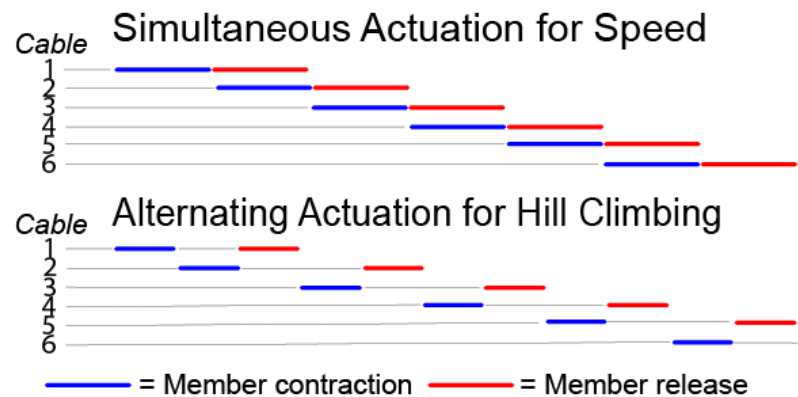 Simultaneous Actuation for Speed
Cable
1
2
3
4
5
6
Alternating Actuation for Hill Climbing
Cable
1
2
3
4
5
6
= Member contraction = Member release